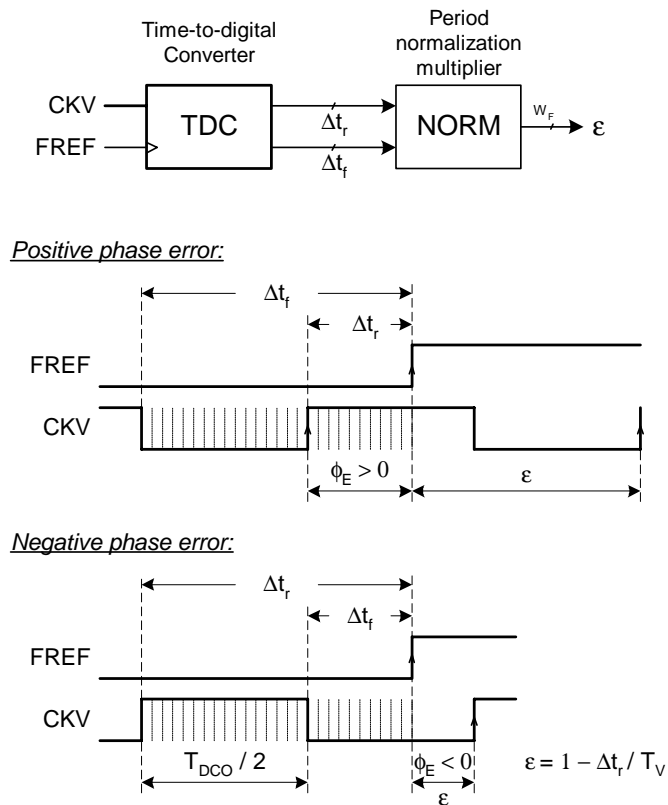 Time-to-digital
Converter
Period
normalization
multiplier
CKV
FREF
TDC
Δt_r
Δt_f
NORM
W_F
ε
Positive phase error:
Δt_f
Δt_r
FREF
CKV
ϕ_E > 0
ε
Negative phase error:
Δt_r
Δt_f
FREF
CKV
T_DCO / 2
ϕ_E < 0
ε
ε = 1 − Δt_r / T_V